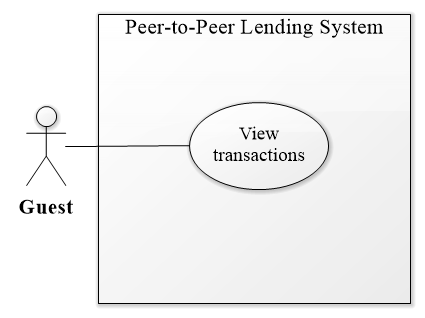 Peer-to-Peer Lending System
View
transactions
Guest